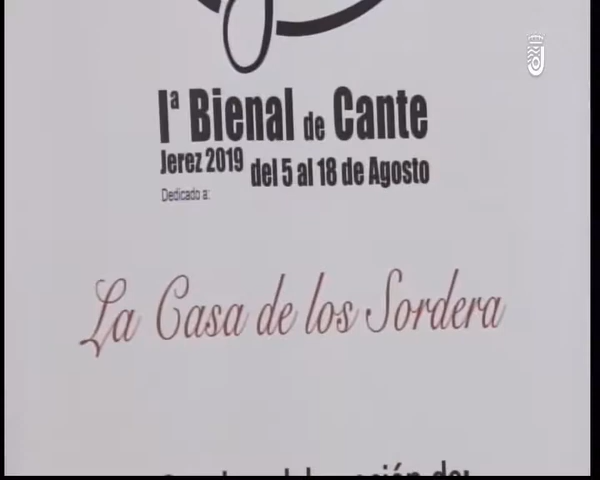 Iª Bienal de Cante
Jerez 2019 del 5 al 18 de Agosto
Dedicado a:
La Casa de los Sordera